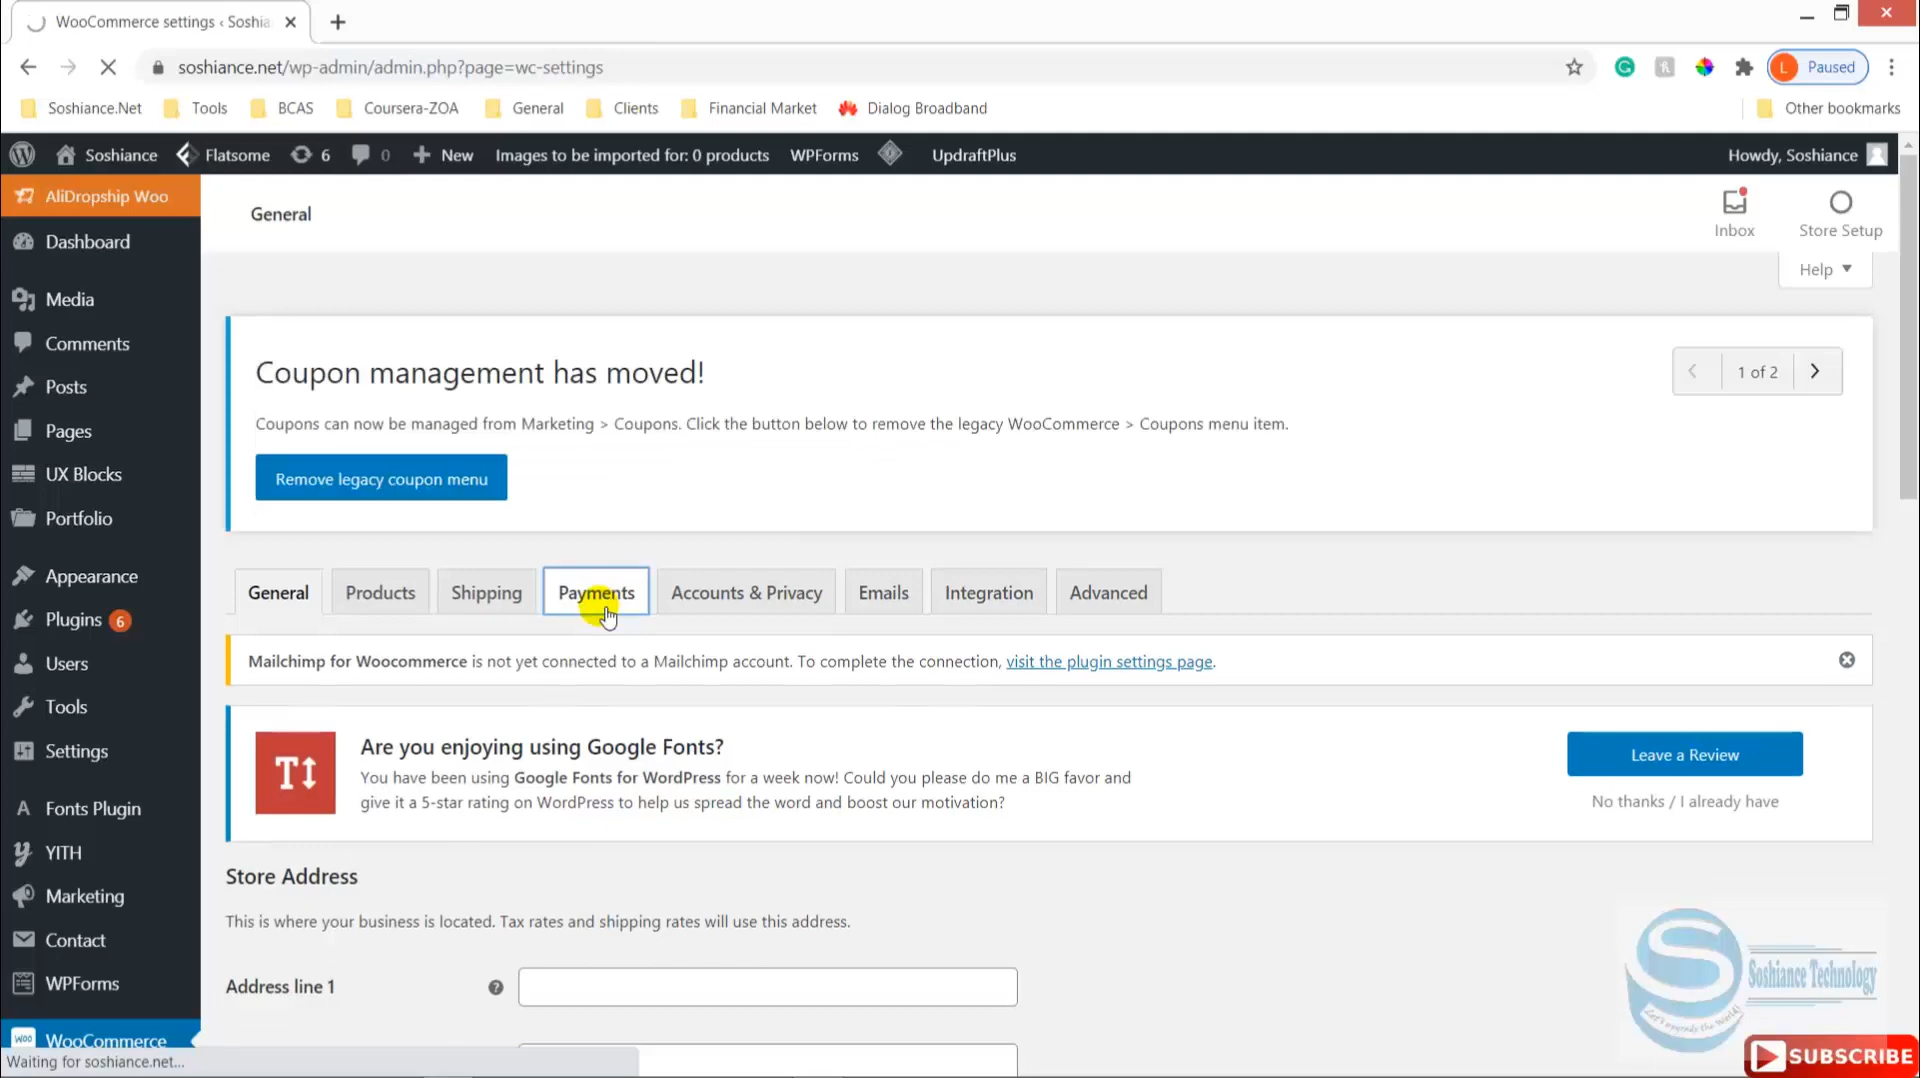 WooCommerce settings ‹ Soshia
soshiance.net/wp-admin/admin.php?page=wc-settings
L Paused
Soshiance.Net Tools BCAS Coursera-ZOA General Clients Financial Market Dialog Broadband Other bookmarks
Soshiance Flatsome 6 0 New Images to be imported for: 0 products WPForms UpdraftPlus Howdy, Soshiance
AliDropship Woo
Dashboard
Media
Comments
Posts
Pages
UX Blocks
Portfolio
Appearance
Plugins 6
Users
Tools
Settings
Fonts Plugin
YITH
Marketing
Contact
WPForms
WooCommerce
Waiting for soshiance.net...
General
Inbox
Store Setup
Help
Coupon management has moved!
1 of 2
Coupons can now be managed from Marketing > Coupons. Click the button below to remove the legacy WooCommerce > Coupons menu item.
Remove legacy coupon menu
General Products Shipping Payments Accounts & Privacy Emails Integration Advanced
Mailchimp for Woocommerce is not yet connected to a Mailchimp account. To complete the connection, visit the plugin settings page.
Are you enjoying using Google Fonts?
You have been using Google Fonts for WordPress for a week now! Could you please do me a BIG favor and
give it a 5-star rating on WordPress to help us spread the word and boost our motivation?
Leave a Review
No thanks / I already have
Store Address
This is where your business is located. Tax rates and shipping rates will use this address.
Address line 1
Soshiance Technology
Let's upgrade the World!
SUBSCRIBE